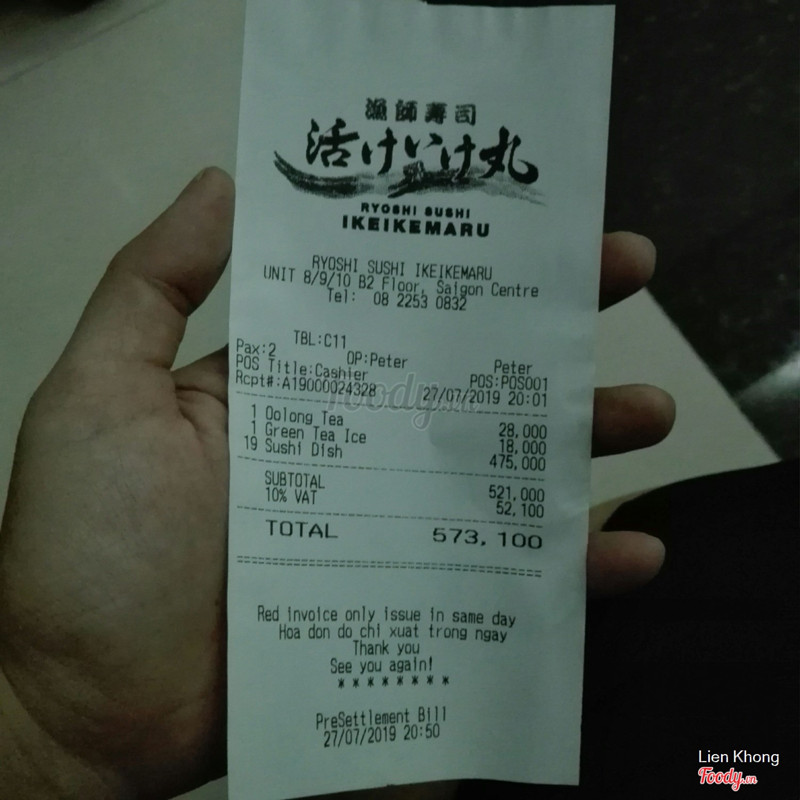 漁師寿司
活けいけ丸
RYOSHI SUSHI
IKEIKEMARU
RYOSHI SUSHI IKEIKEMARU
UNIT 8/9/10 B2 Floor, Saigon Centre
Tel: 08 2253 0832
TBL:C11
Pax:2 OP:Peter Peter
POS Title:Cashier POS:POS001
Rcpt#:A19000024328 27/07/2019 20:01
1 Oolong Tea 28,000
1 Green Tea Ice 18,000
19 Sushi Dish 475,000
SUBTOTAL 521,000
10% VAT 52,100
TOTAL 573,100
Red invoice only issue in same day
Hoa don do chi xuat trong ngay
Thank you
See you again!
* * * * * * * *
PreSettlement Bill
27/07/2019 20:50
foody.vn
Lien Khong
Foody.vn